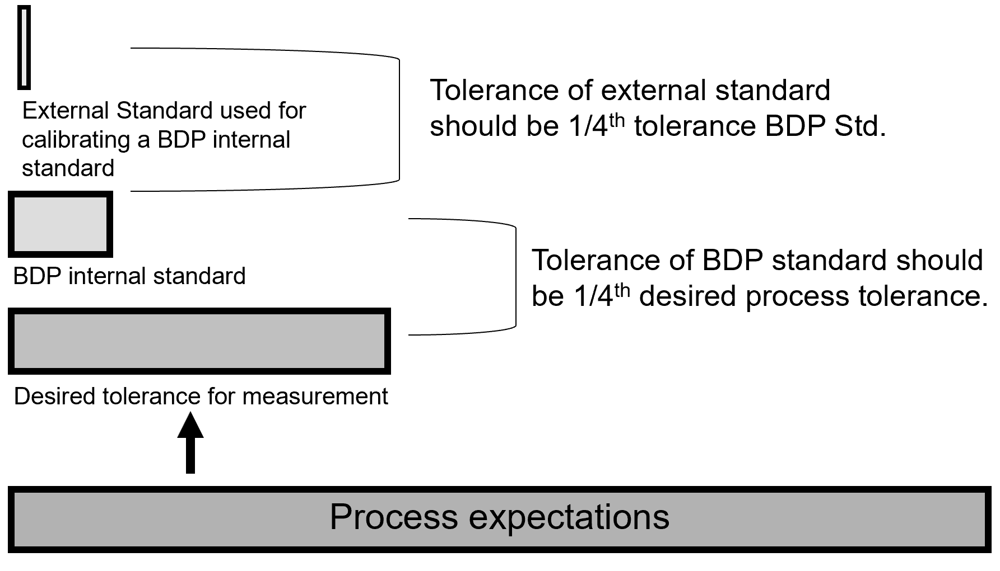 Tolerance of external standard
should be 1/4th tolerance BDP Std.
External Standard used for
calibrating a BDP internal
standard
Tolerance of BDP standard should
be 1/4th desired process tolerance.
BDP internal standard
Desired tolerance for measurement
Process expectations